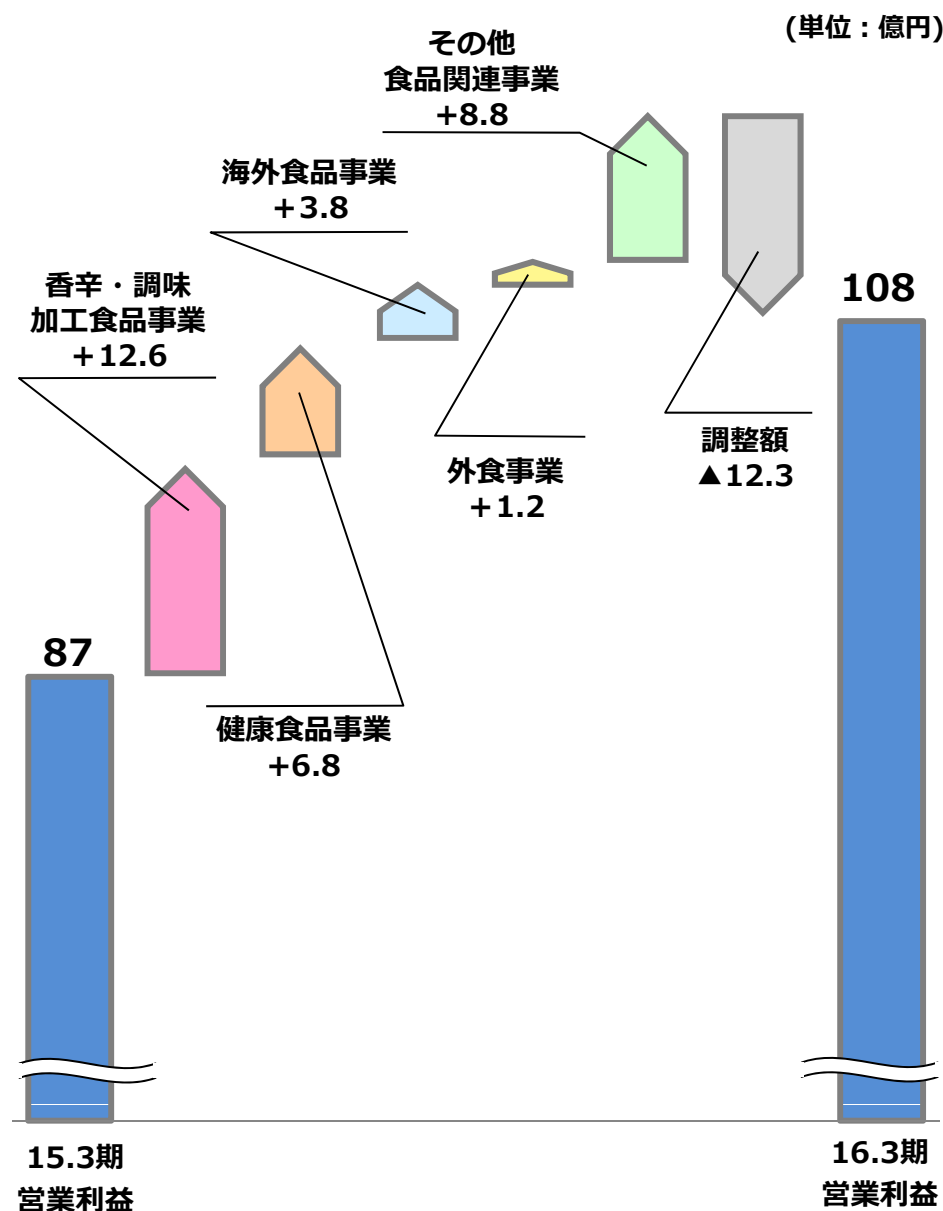 (単位：億円)
その他
食品関連事業
+8.8
海外食品事業
＋3.8
香辛・調味
加工食品事業
＋12.6
108
調整額
▲12.3
外食事業
＋1.2
87
健康食品事業
+6.8
15.3期
営業利益
16.3期
営業利益